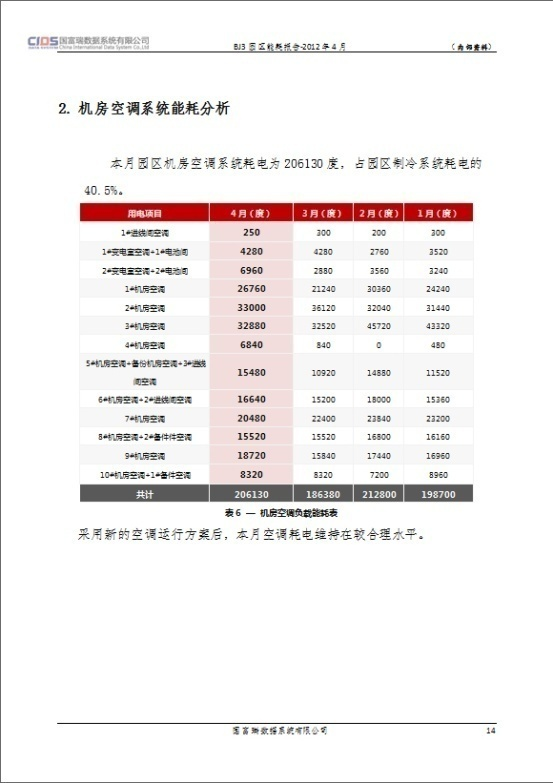 CIDS 国富瑞数据系统有限公司
China International Data System Co.,Ltd
BJ3 园区能耗报告-2012 年 4 月
（内部资料）
2. 机房空调系统能耗分析
本月园区机房空调系统耗电为 206130 度，占园区制冷系统耗电的
40.5%。
用电项目 4月（度） 3月（度） 2月（度） 1月（度）
1#进线间空调 250 300 200 300
1#变电室空调+1#电池间 4280 4280 2760 3520
2#变电室空调+2#电池间 6960 2880 3560 3240
1#机房空调 26760 21240 30360 24240
2#机房空调 33000 36120 32040 31440
3#机房空调 32880 32520 45720 43320
4#机房空调 6840 840 0 480
5#机房空调+备份机房空调+3#进线
间空调 15480 10920 14880 11520
6#机房空调+2#进线间空调 16640 15200 18000 15360
7#机房空调 20480 22400 23840 23200
8#机房空调+2#备件件空调 15520 15520 16800 16160
9#机房空调 18720 15840 17440 16960
10#机房空调+1#备件空调 8320 8320 7200 8960
共计 206130 186380 212800 198700
表 6 — 机房空调负载能耗表
采用新的空调运行方案后，本月空调耗电维持在较合理水平。
国富瑞数据系统有限公司
14